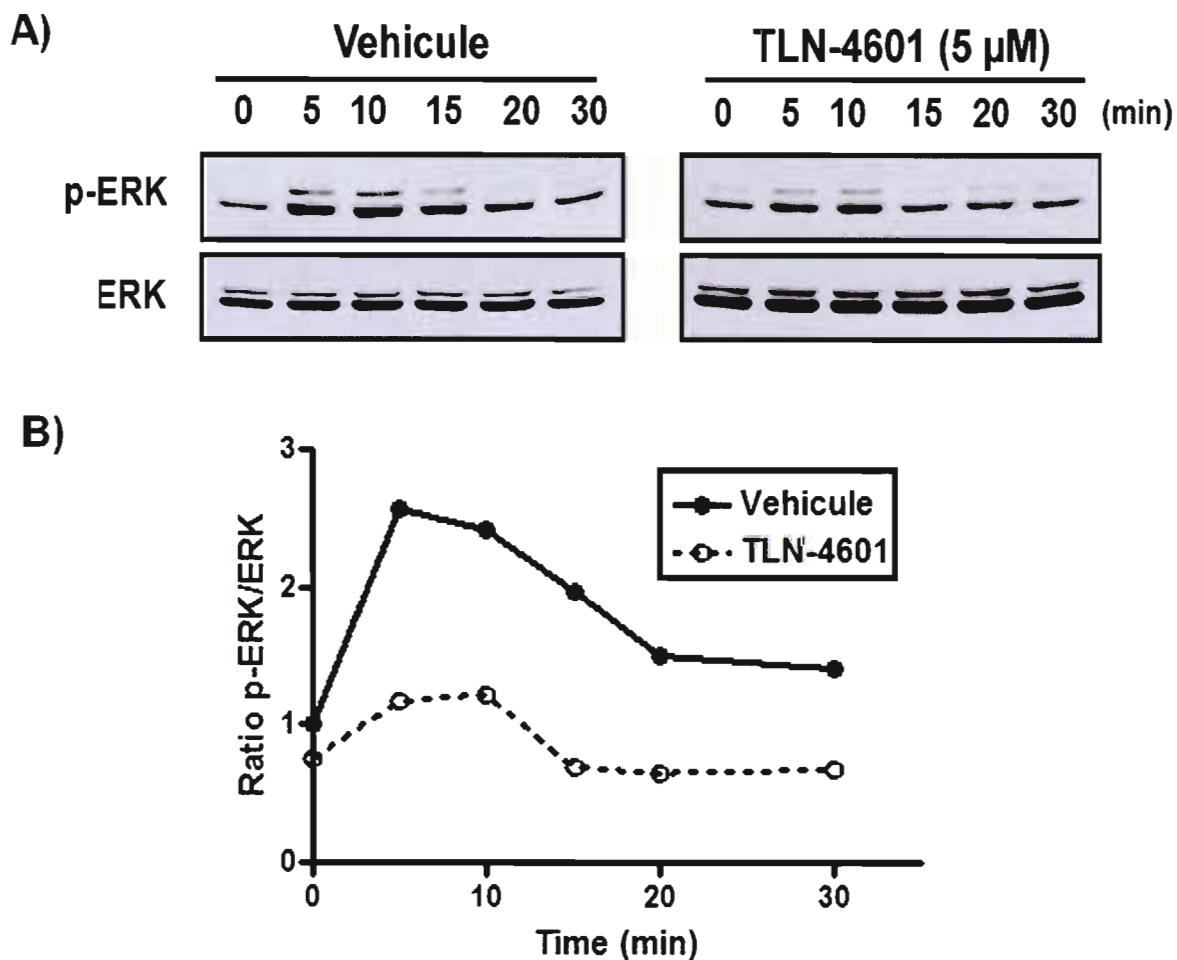 A)
Vehicule
TLN-4601 (5 µM)
0 5 10 15 20 30
0 5 10 15 20 30 (min)
p-ERK
ERK
B)
3
2
1
0
Ratio p-ERK/ERK
Vehicule
TLN-4601
0 10 20 30
Time (min)